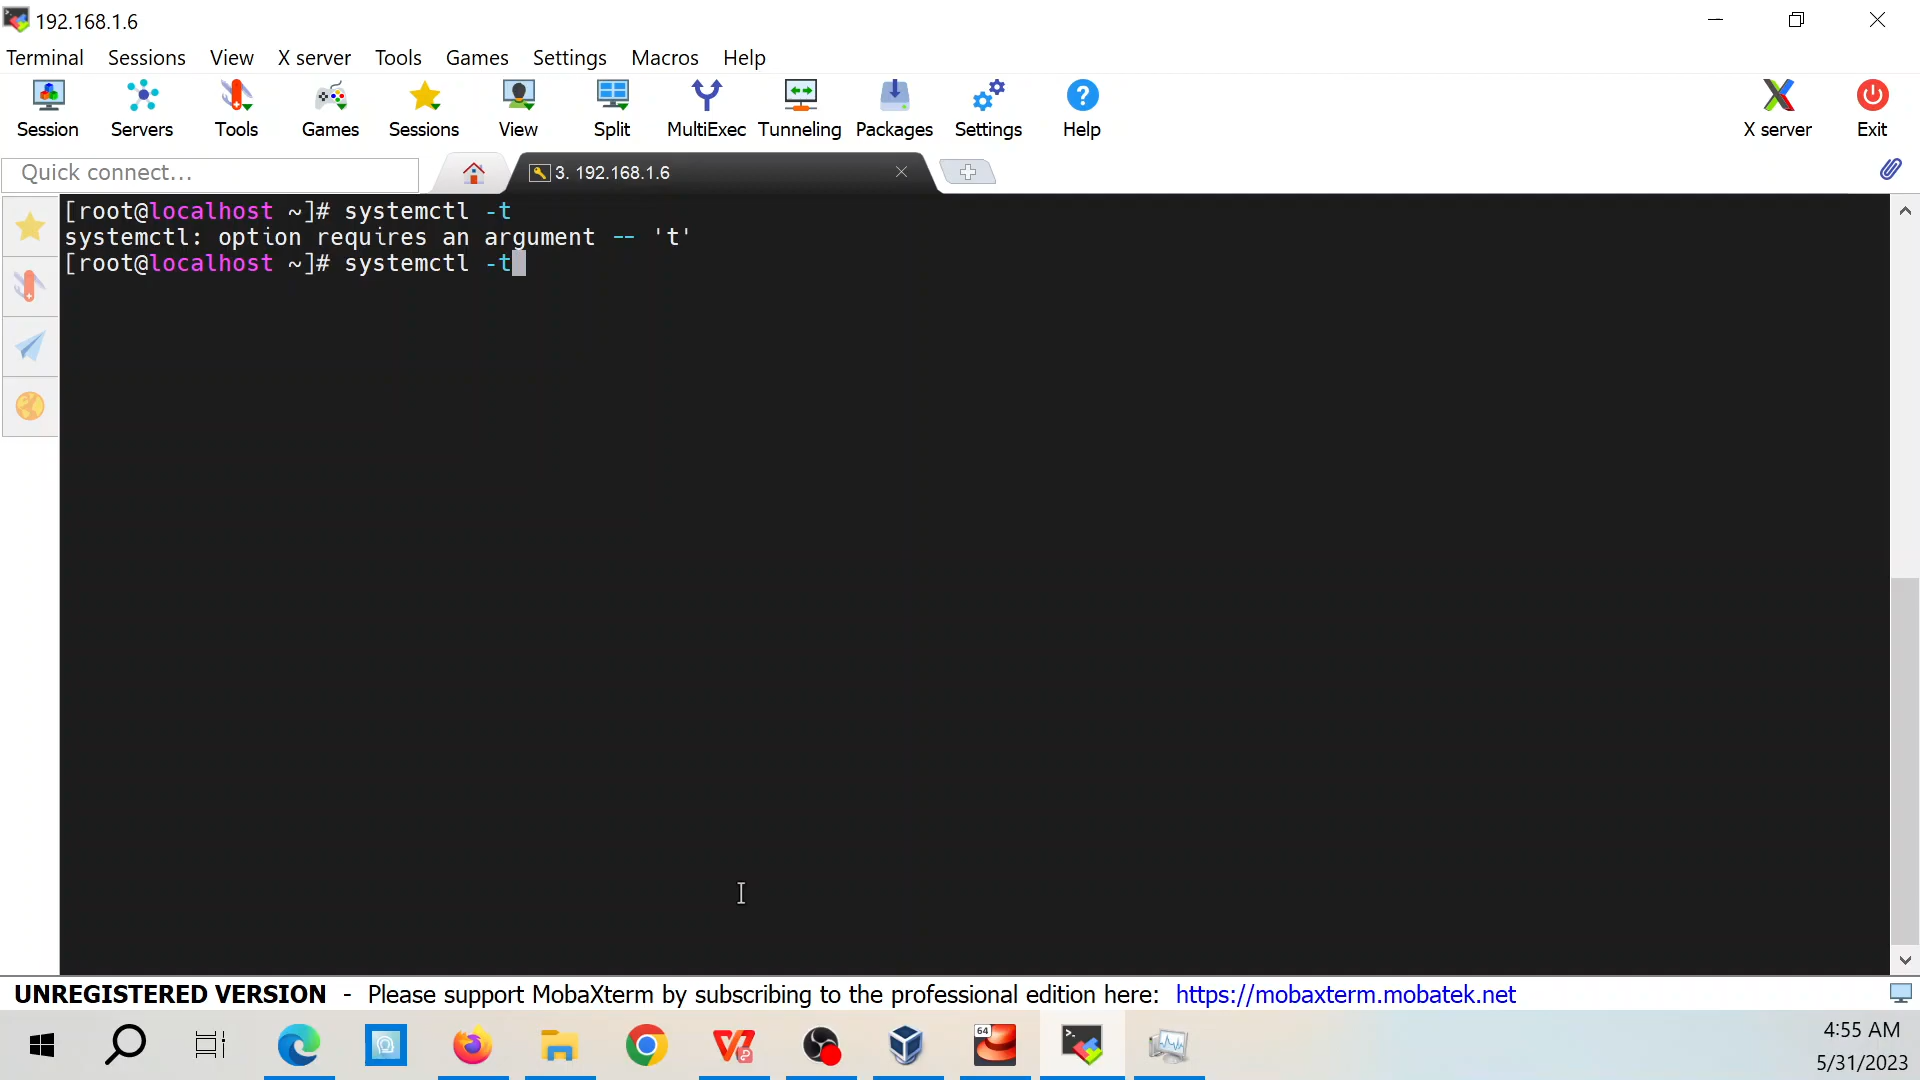 192.168.1.6
Terminal Sessions View X server Tools Games Settings Macros Help
Session Servers Tools Games Sessions View Split MultiExec Tunneling Packages Settings Help X server Exit
Quick connect... 3. 192.168.1.6
[root@localhost ~]# systemctl -t
systemctl: option requires an argument -- 't'
[root@localhost ~]# systemctl -t
UNREGISTERED VERSION - Please support MobaXterm by subscribing to the professional edition here: https://mobaxterm.mobatek.net
64
4:55 AM
5/31/2023